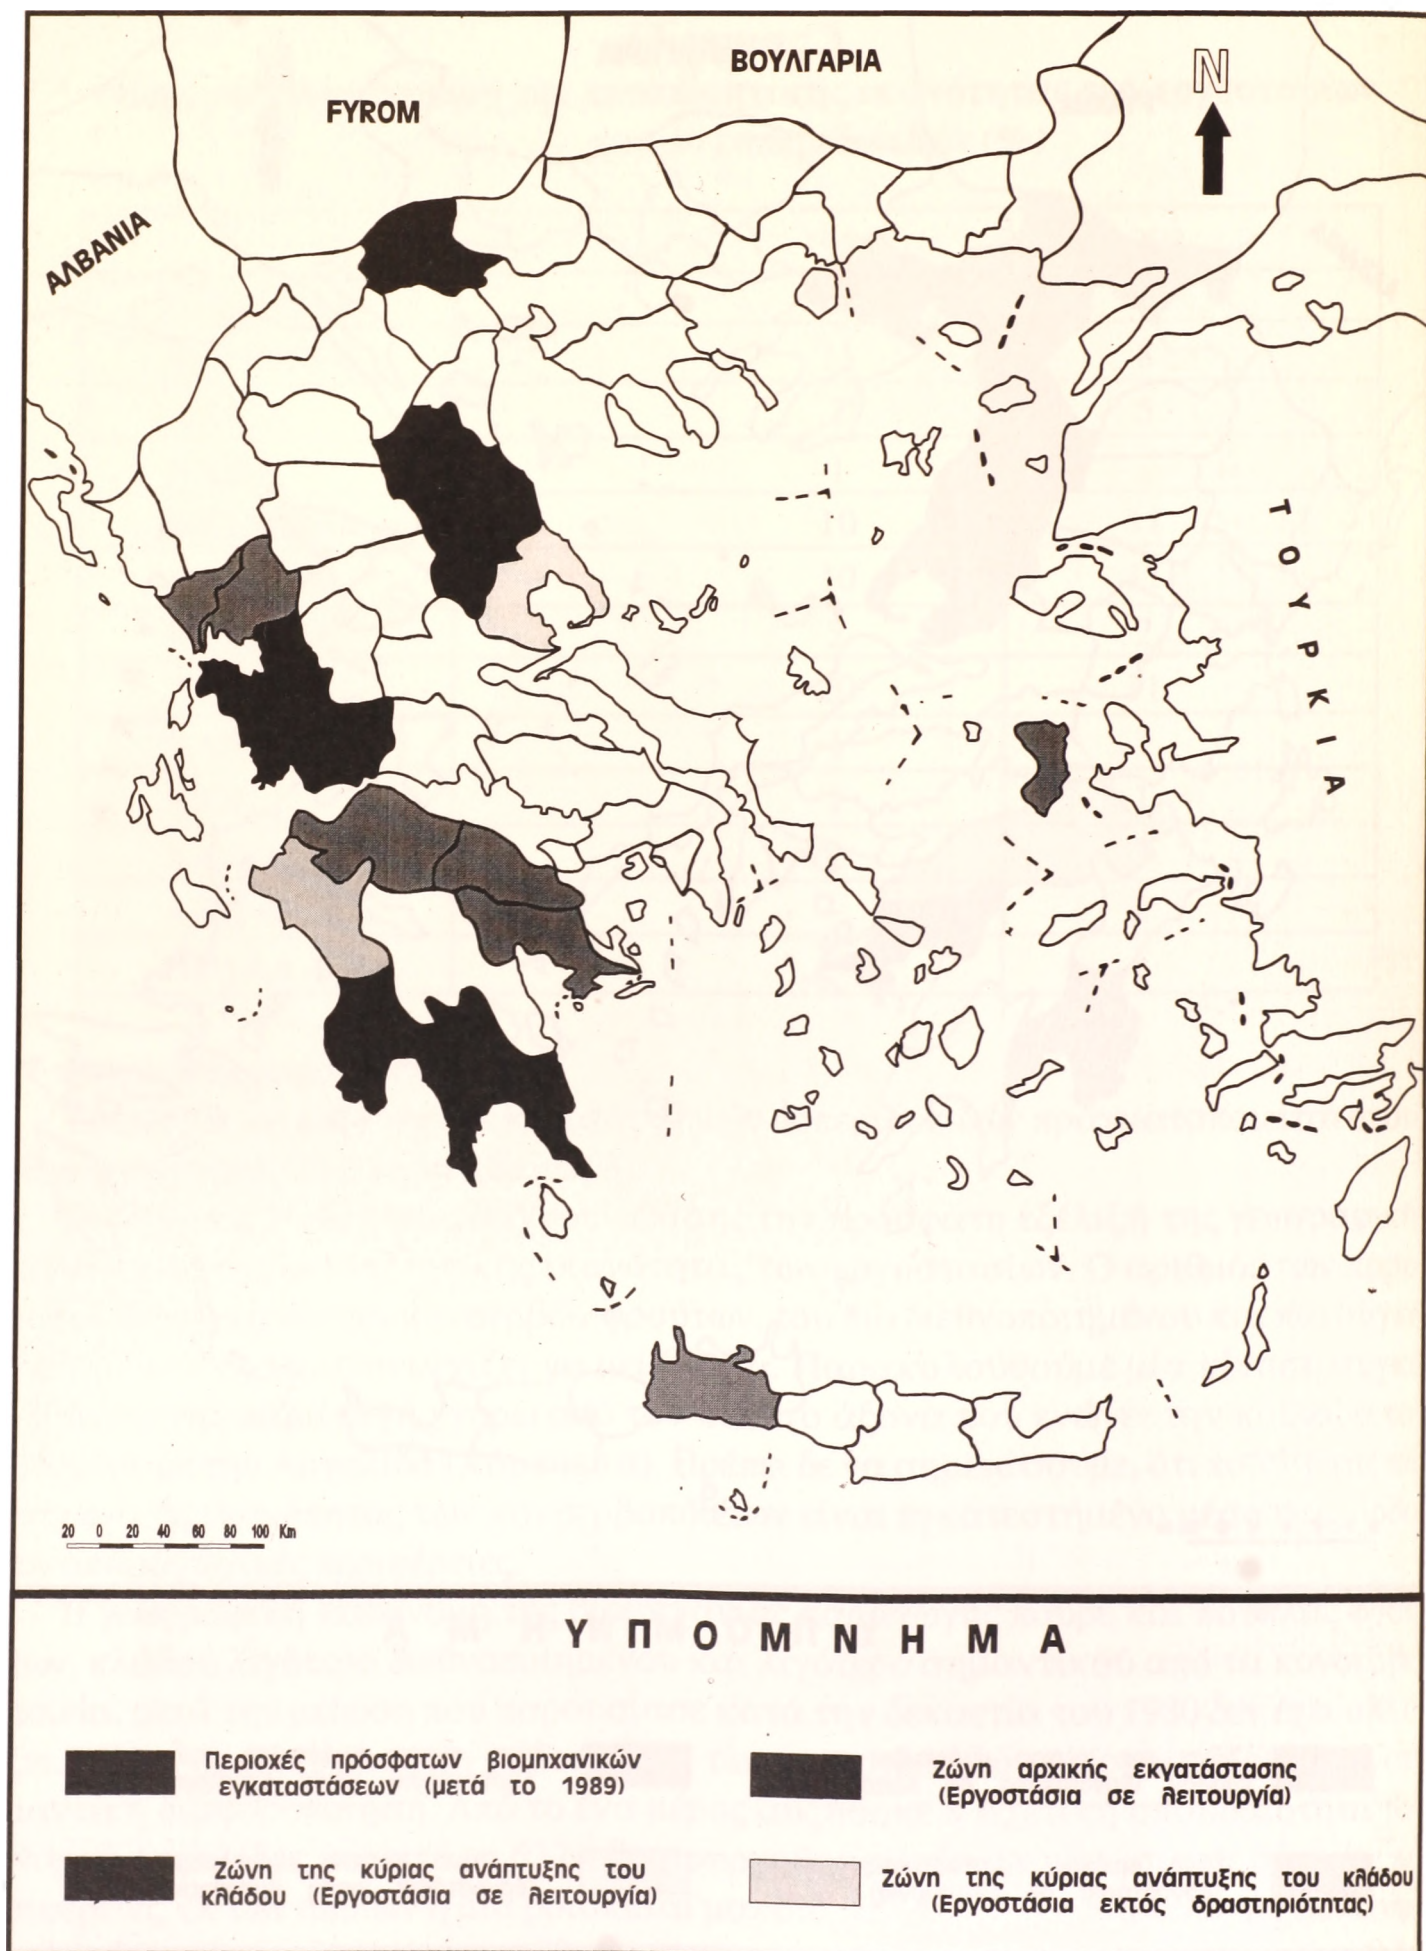 ΒΟΥΛΓΑΡΙΑ
N
FYROM
ΑΛΒΑΝΙΑ
ΤΟΥΡΚΙΑ
20 0 20 40 60 80 100 Km
ΥΠΟΜΝΗΜΑ
Περιοχές πρόσφατων βιομηχανικών
εγκαταστάσεων (μετά το 1989)
Ζώνη αρχικής εκγατάστασης
(Εργοστάσια σε λειτουργία)
Ζώνη της κύριας ανάπτυξης του
κλάδου (Εργοστάσια σε λειτουργία)
Ζώνη της κύριας ανάπτυξης του κλάδου
(Εργοστάσια εκτός δραστηριότητας)